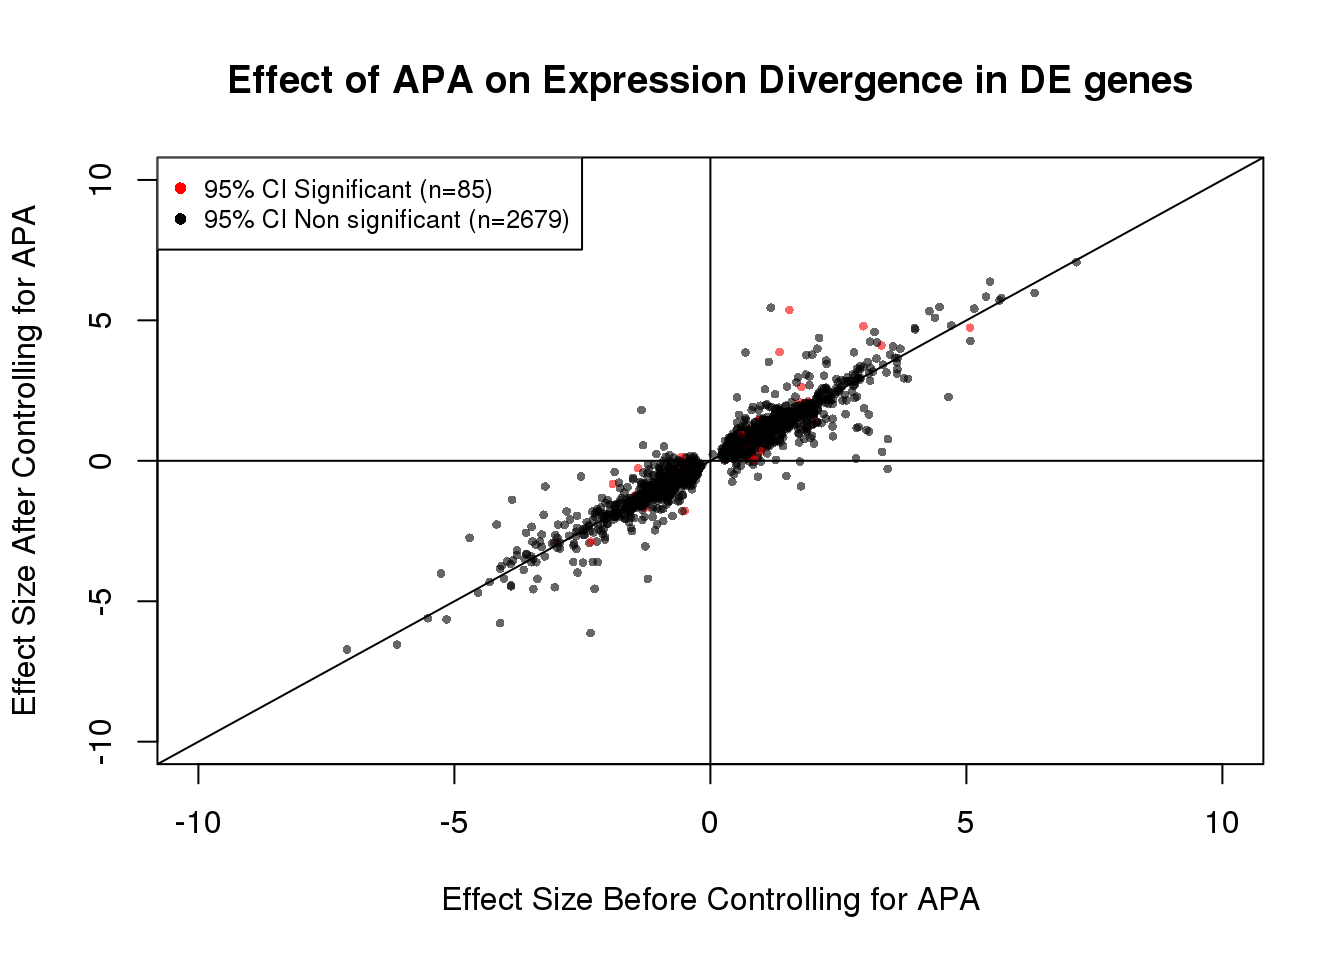 Effect of APA on Expression Divergence in DE genes
95% CI Significant (n=85)
95% CI Non significant (n=2679)
Effect Size After Controlling for APA
10
5
0
-5
-10
-10
-5
0
5
10
Effect Size Before Controlling for APA